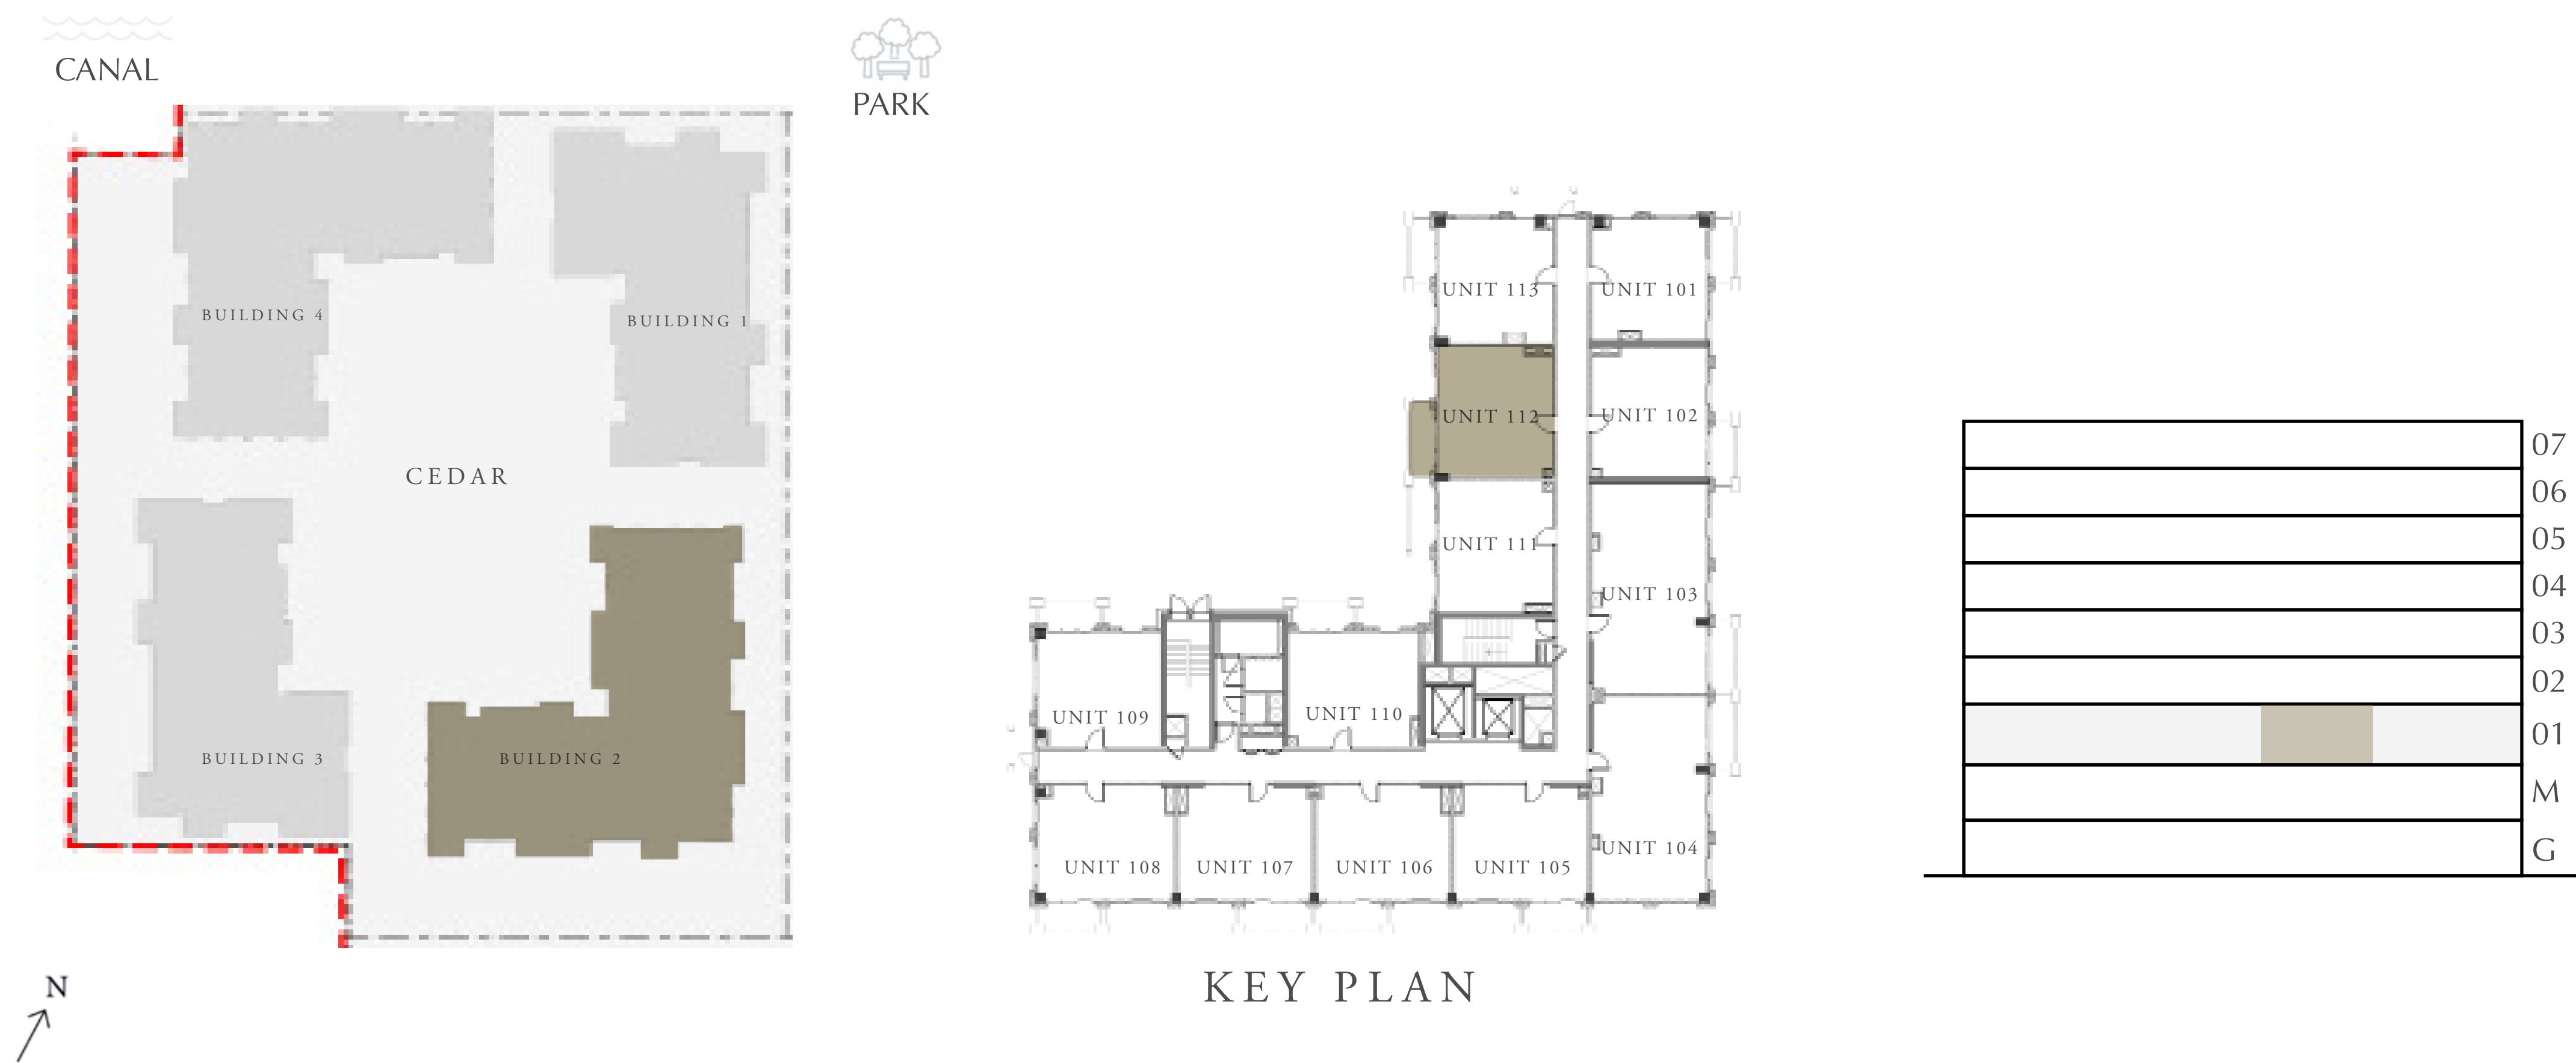 CANAL
PARK
BUILDING 4
BUILDING 1
CEDAR
BUILDING 3
BUILDING 2
N
UNIT 113
UNIT 101
UNIT 112
UNIT 102
UNIT 111
UNIT 103
UNIT 109
UNIT 110
UNIT 108
UNIT 107
UNIT 106
UNIT 105
UNIT 104
KEY PLAN
07
06
05
04
03
02
01
M
G